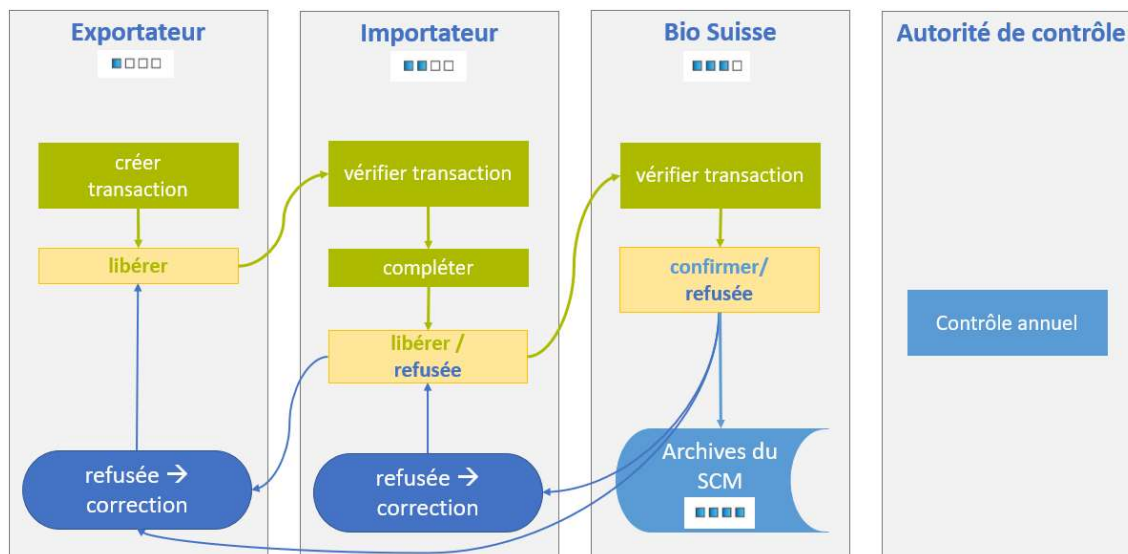 Exportateur
créer
transaction
libérer
refusée →
correction
Importateur
vérifier transaction
compléter
libérer /
refusée
refusée →
correction
Bio Suisse
vérifier transaction
confirmer/
refusée
Archives du
SCM
Autorité de contrôle
Contrôle annuel